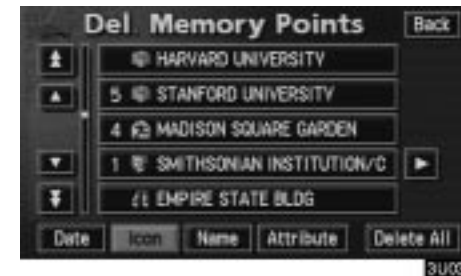 Del. Memory Points Back
HARVARD UNIVERSITY
5 STANFORD UNIVERSITY
4 MADISON SQUARE GARDEN
1 SMITHSONIAN INSTITUTION/C
EMPIRE STATE BLDG
Date Icon Name Attribute Delete All